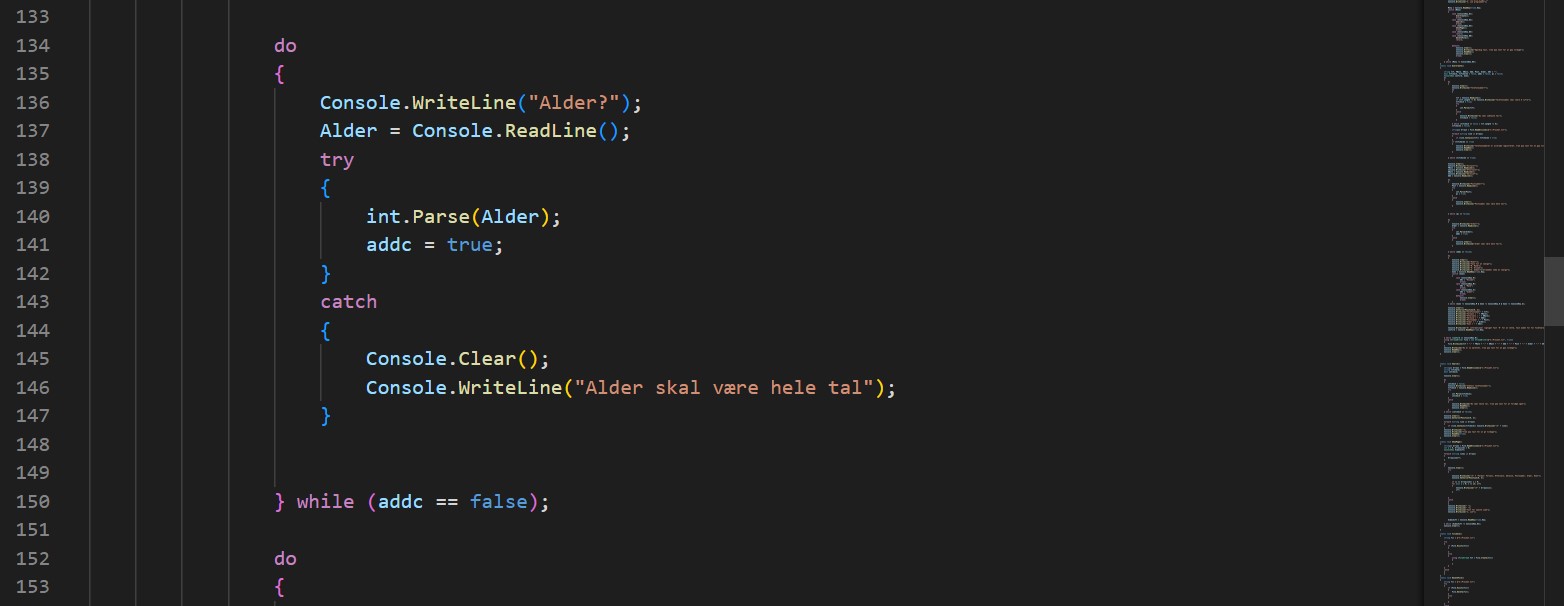 133
134 do
135 {
136 Console.WriteLine("Alder?");
137 Alder = Console.ReadLine();
138 try
139 {
140 int.Parse(Alder);
141 addc = true;
142 }
143 catch
144 {
145 Console.Clear();
146 Console.WriteLine("Alder skal være hele tal");
147 }
148
149
150 } while (addc == false);
151
152 do
153 {